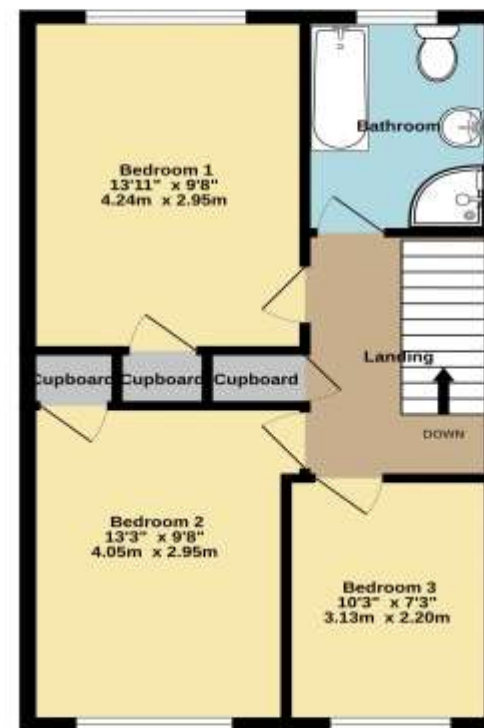 Bathroom
Bedroom 1
13'11" x 9'8"
4.24m x 2.95m
Landing
Cupboard
Cupboard
Cupboard
DOWN
Bedroom 2
13'3" x 9'8"
4.05m x 2.95m
Bedroom 3
10'3" x 7'3"
3.13m x 2.20m